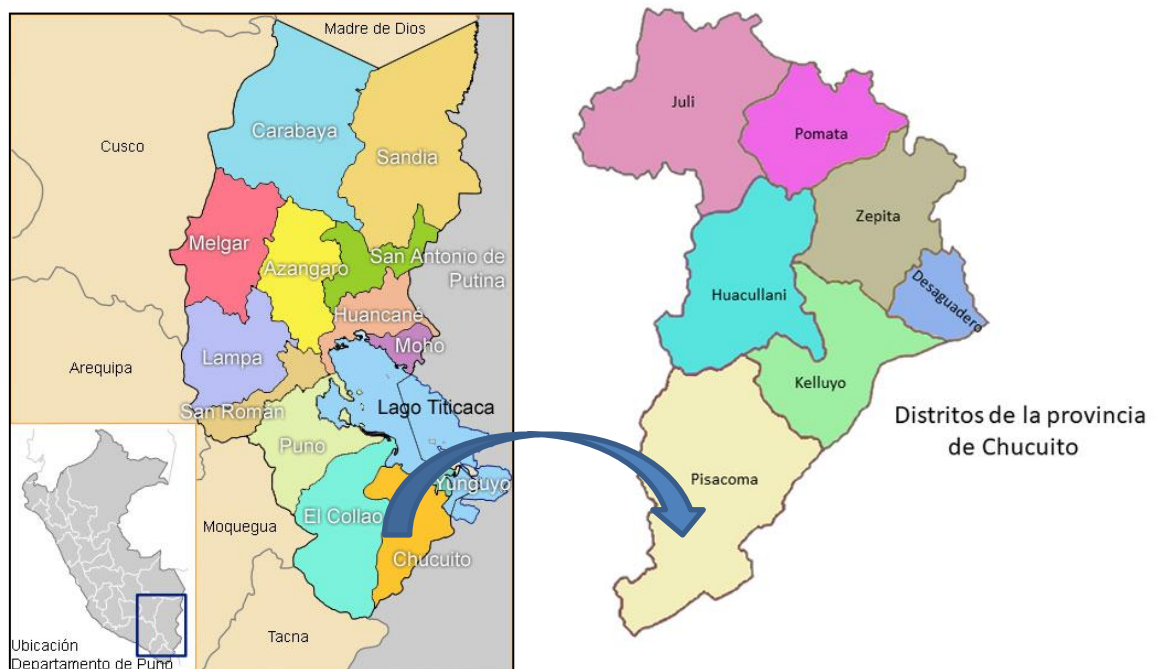 Madre de Dios
Cusco
Carabaya
Sandia
Melgar
Azangaro
San Antonio de
Putina
Huancane
Moho
Lampa
Arequipa
San Roman
Lago Titicaca
Puno
Yunguyo
El Collao
Moquegua
Chucuito
Tacna
Ubicación
Departamento de Puno
Juli
Pomata
Zepita
Huacullani
Desaguadero
Kelluyo
Pisacoma
Distritos de la provincia
de Chucuito